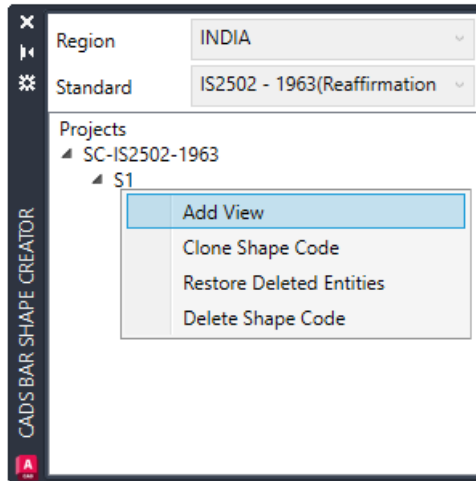 Region INDIA
Standard IS2502 - 1963(Reaffirmation
Projects
SC-IS2502-1963
S1
Add View
Clone Shape Code
Restore Deleted Entities
Delete Shape Code
CADS BAR SHAPE CREATOR
A
CAD